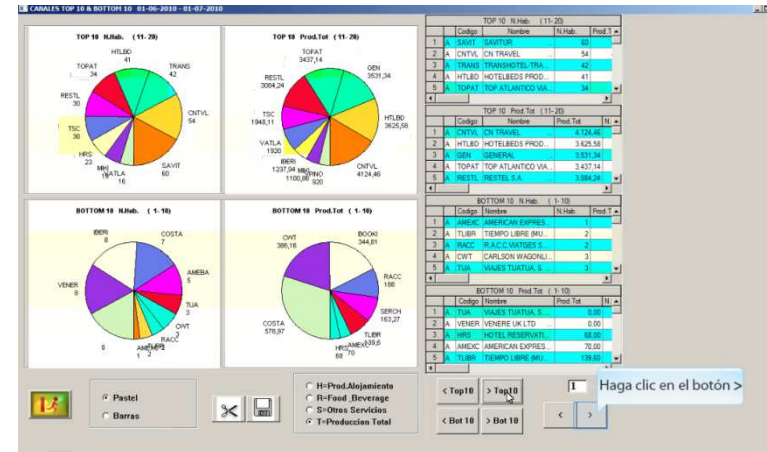 CANALES TOP 10 & BOTTOM 10 01-06-2010 - 01-07-2010
TOP 10 N.Hab. ( 11- 20)
HTLBD
41
TRANS
42
CNTVL
54
SAVIT
60
VATLA
16
MIKI
HRS
23
TSC
30
RESTL
30
TOPAT
34
TOP 10 Prod.Tot ( 11- 20)
TOPAT
3437,14
GEN
3531,34
HTLBD
3625,58
CNTVL
4124,46
920
1100,86
IBERI
1237,94
VATLA
1920
TSC
1948,11
RESTL
3084,24
BOTTOM 10 N.Hab. ( 1- 10)
IBERI
8
COSTA
7
AMEBA
5
TUA
3
CWT
3
RACC
2
TLIBR
2
AMEXC
1
8
VENER
8
BOTTOM 10 Prod.Tot ( 1- 10)
CWT
386,16
BOOKI
344,81
RACC
188
SERCH
163,27
TLIBR
139,6
AMEXC
70
HRS
68
COSTA
578,97
TOP 10 N.Hab. ( 11- 20)
Codigo Nombre N.Hab. Prod.T
1 A SAVIT SAVITUR ... 60
2 A CNTVL CN TRAVEL ... 54
3 A TRANS TRANSHOTEL-TRA... 42
4 A HTLBD HOTELBEDS PROD... 41
5 A TOPAT TOP ATLANTICO VIA... 34
TOP 10 Prod.Tot ( 11- 20)
Codigo Nombre Prod.Tot N.
1 A CNTVL CN TRAVEL ... 4.124,46
2 A HTLBD HOTELBEDS PROD... 3.625,58
3 A GEN GENERAL ... 3.531,34
4 A TOPAT TOP ATLANTICO VIA... 3.437,14
5 A RESTL RESTEL S.A. ... 3.084,24
BOTTOM 10 N.Hab. ( 1- 10)
Codigo Nombre N.Hab. Prod.T
1 A AMEXC AMERICAN EXPRES... 1
2 A TLIBR TIEMPO LIBRE (MU... 2
3 A RACC R.A.C.C VIATGES S... 2
4 A CWT CARLSON WAGONLI... 3
5 A TUA VIAJES TUATUA, S. ... 3
BOTTOM 10 Prod.Tot ( 1- 10)
Codigo Nombre Prod.Tot N.
1 A TUA VIAJES TUATUA, S. ... 0,00
2 A VENER VENERE UK LTD ... 0,00
3 A HRS HOTEL RESERVATI... 68,00
4 A AMEXC AMERICAN EXPRES... 70,00
5 A TLIBR TIEMPO LIBRE (MU... 139,60
Pastel
Barras
H=Prod.Alojamiento
R=Food ,Beverage
S=Otros Servicios
T=Produccion Total
< Top10
> Top10
< Bot 10
> Bot 10
1
<
>
Haga clic en el botón >